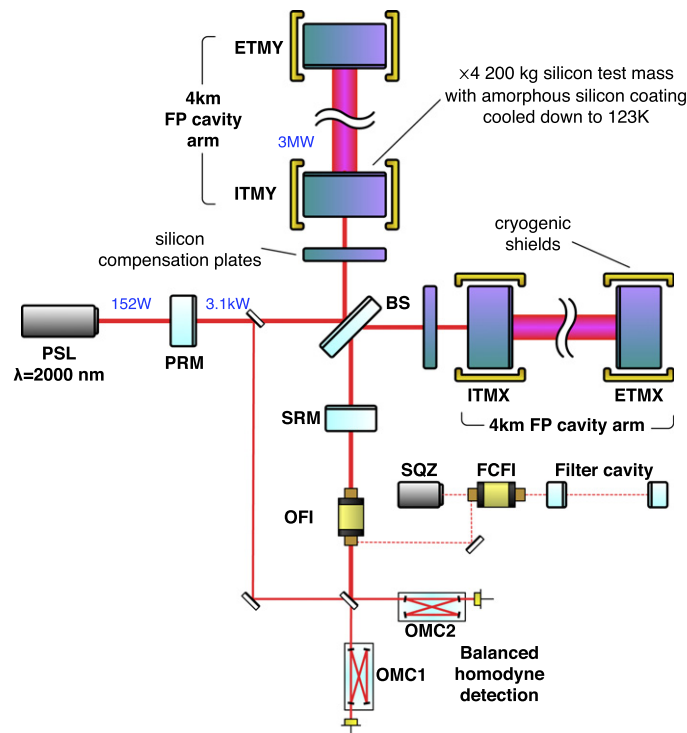 ETMY
4km
FP cavity
arm
×4 200 kg silicon test mass
with amorphous silicon coating
cooled down to 123K
3MW
ITMY
silicon
compensation plates
cryogenic
shields
152W
3.1kW
BS
PSL
λ=2000 nm
PRM
ITMX
ETMX
4km FP cavity arm
SRM
SQZ
FCFI
Filter cavity
OFI
OMC2
OMC1
Balanced
homodyne
detection